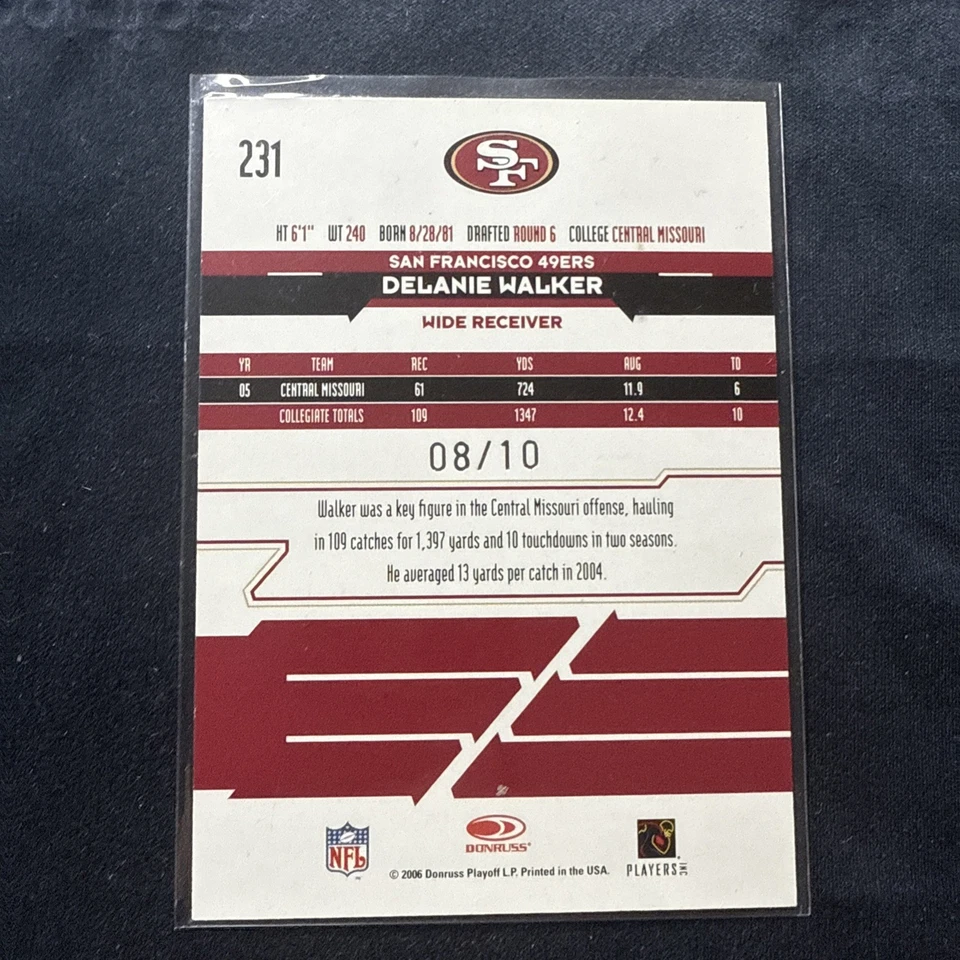 231
SF
HT 6'1" WT 240 BORN 8/28/81 DRAFTED ROUND 6 COLLEGE CENTRAL MISSOURI
SAN FRANCISCO 49ERS
DELANIE WALKER
WIDE RECEIVER
YR TEAM REC YDS AVG TD
05 CENTRAL MISSOURI 61 724 11.9 6
COLLEGIATE TOTALS 109 1347 12.4 10
08/10
Walker was a key figure in the Central Missouri offense, hauling
in 109 catches for 1,397 yards and 10 touchdowns in two seasons.
He averaged 13 yards per catch in 2004.
NFL
DONRUSS
© 2006 Donruss Playoff L.P. Printed in the USA.
PLAYERS INC